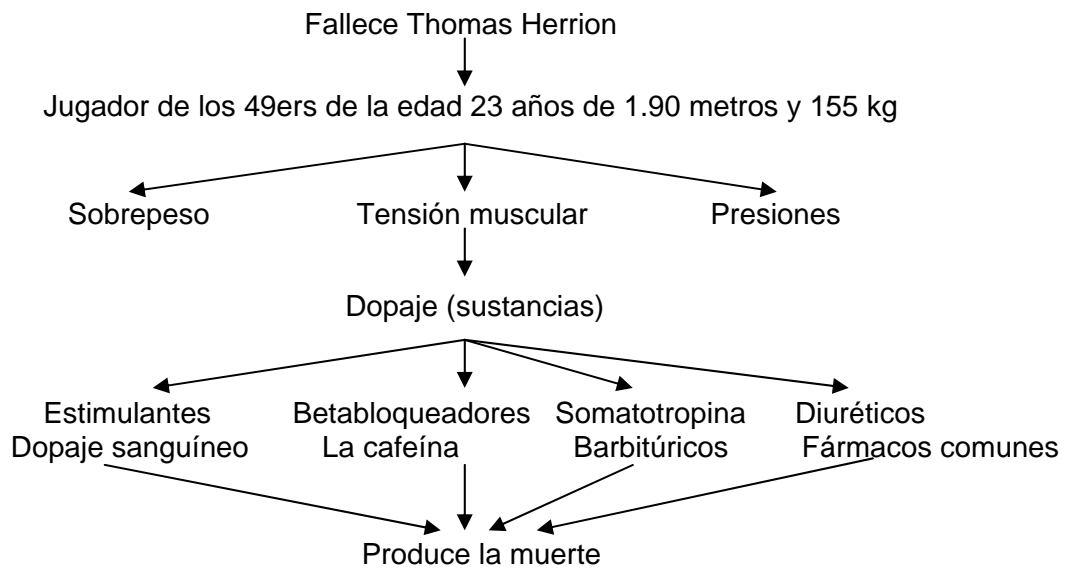 Fallece Thomas Herrion
Jugador de los 49ers de la edad 23 años de 1.90 metros y 155 kg
Sobrepeso Tensión muscular Presiones
Dopaje (sustancias)
Estimulantes Betabloqueadores Somatotropina Diuréticos
Dopaje sanguíneo La cafeína Barbitúricos Fármacos comunes
Produce la muerte